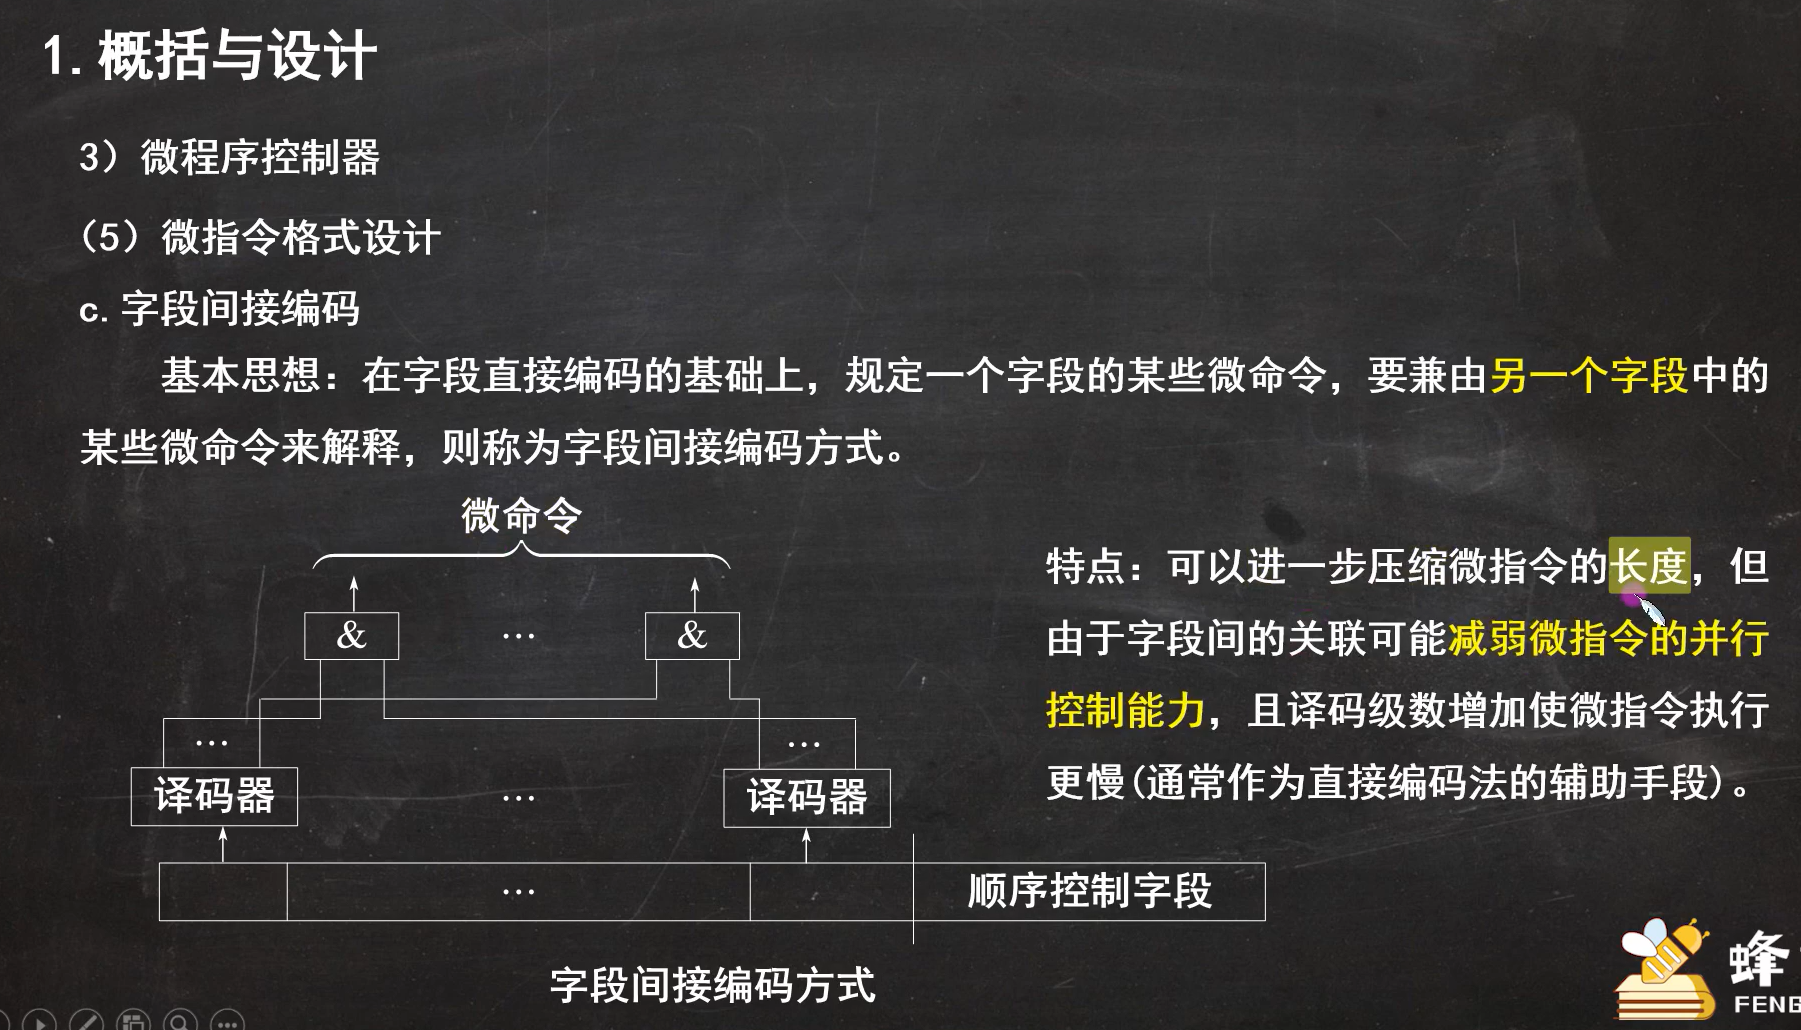 1.概括与设计
3）微程序控制器
（5）微指令格式设计
c.字段间接编码
基本思想：在字段直接编码的基础上，规定一个字段的某些微命令，要兼由另一个字段中的
某些微命令来解释，则称为字段间接编码方式。
微命令
& … &
… …
译码器 … 译码器
… 顺序控制字段
字段间接编码方式
特点：可以进一步压缩微指令的长度，但
由于字段间的关联可能减弱微指令的并行
控制能力，且译码级数增加使微指令执行
更慢(通常作为直接编码法的辅助手段)。
蜂
FENG